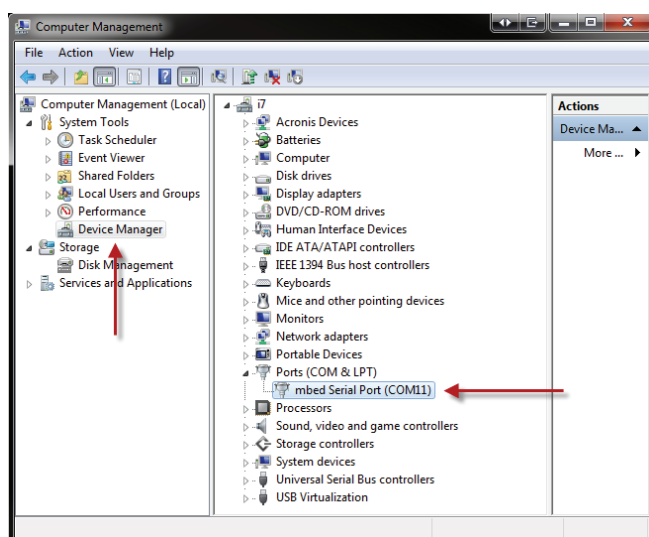 Computer Management
File Action View Help
Computer Management (Local)
System Tools
Task Scheduler
Event Viewer
Shared Folders
Local Users and Groups
Performance
Device Manager
Storage
Disk Management
Services and Applications
i7
Acronis Devices
Batteries
Computer
Disk drives
Display adapters
DVD/CD-ROM drives
Human Interface Devices
IDE ATA/ATAPI controllers
IEEE 1394 Bus host controllers
Keyboards
Mice and other pointing devices
Monitors
Network adapters
Portable Devices
Ports (COM & LPT)
mbed Serial Port (COM11)
Processors
Sound, video and game controllers
Storage controllers
System devices
Universal Serial Bus controllers
USB Virtualization
Actions
Device Ma...
More ...